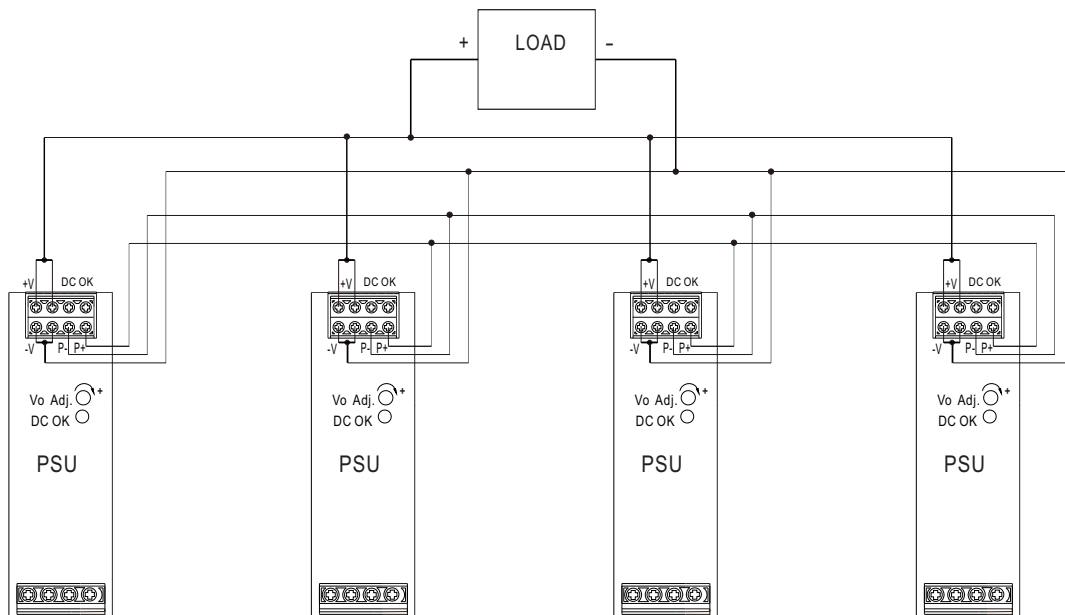 + LOAD -
+V DC OK
+V DC OK
+V DC OK
+V DC OK
-V P- P+
-V P- P+
-V P- P+
-V P- P+
Vo Adj. +
DC OK
PSU
Vo Adj. +
DC OK
PSU
Vo Adj. +
DC OK
PSU
Vo Adj. +
DC OK
PSU